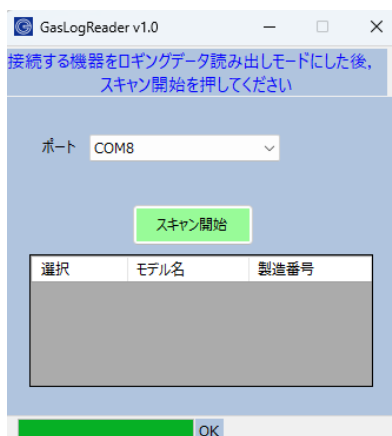 GasLogReader v1.0
接続する機器をロギングデータ読み出しモードにした後,
スキャン開始を押してください
ポート COM8
スキャン開始
選択 モデル名 製造番号
OK